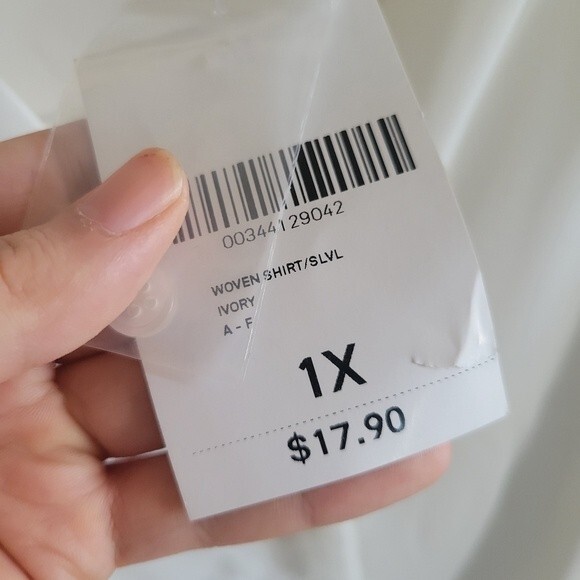 00344129042
WOVEN SHIRT/SLVL
IVORY
A - F
1X
$17.90